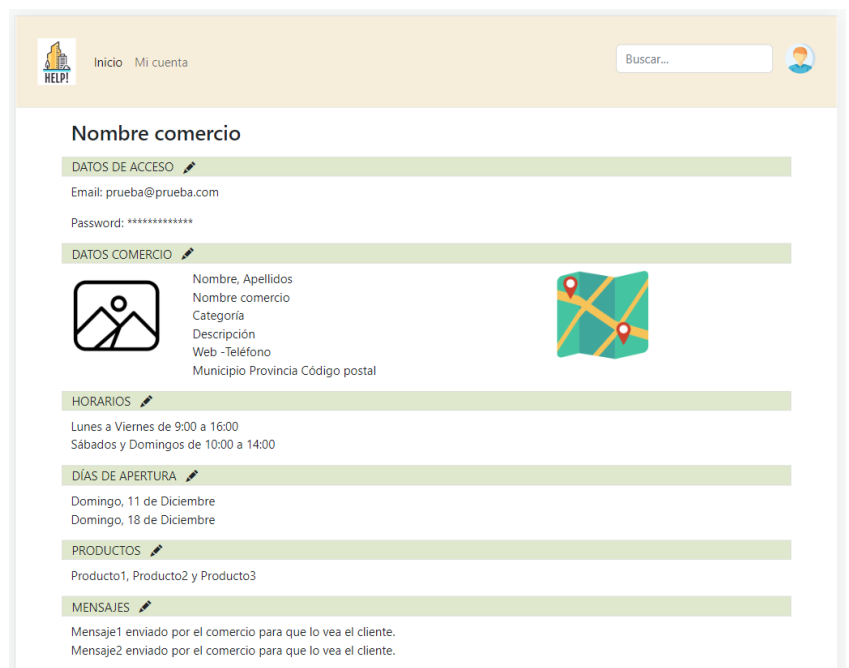 HELP!
Inicio Mi cuenta Buscar...
Nombre comercio
DATOS DE ACCESO
Email: prueba@prueba.com
Password: *************
DATOS COMERCIO
Nombre, Apellidos
Nombre comercio
Categoría
Descripción
Web -Teléfono
Municipio Provincia Código postal
HORARIOS
Lunes a Viernes de 9:00 a 16:00
Sábados y Domingos de 10:00 a 14:00
DÍAS DE APERTURA
Domingo, 11 de Diciembre
Domingo, 18 de Diciembre
PRODUCTOS
Producto1, Producto2 y Producto3
MENSAJES
Mensaje1 enviado por el comercio para que lo vea el cliente.
Mensaje2 enviado por el comercio para que lo vea el cliente.